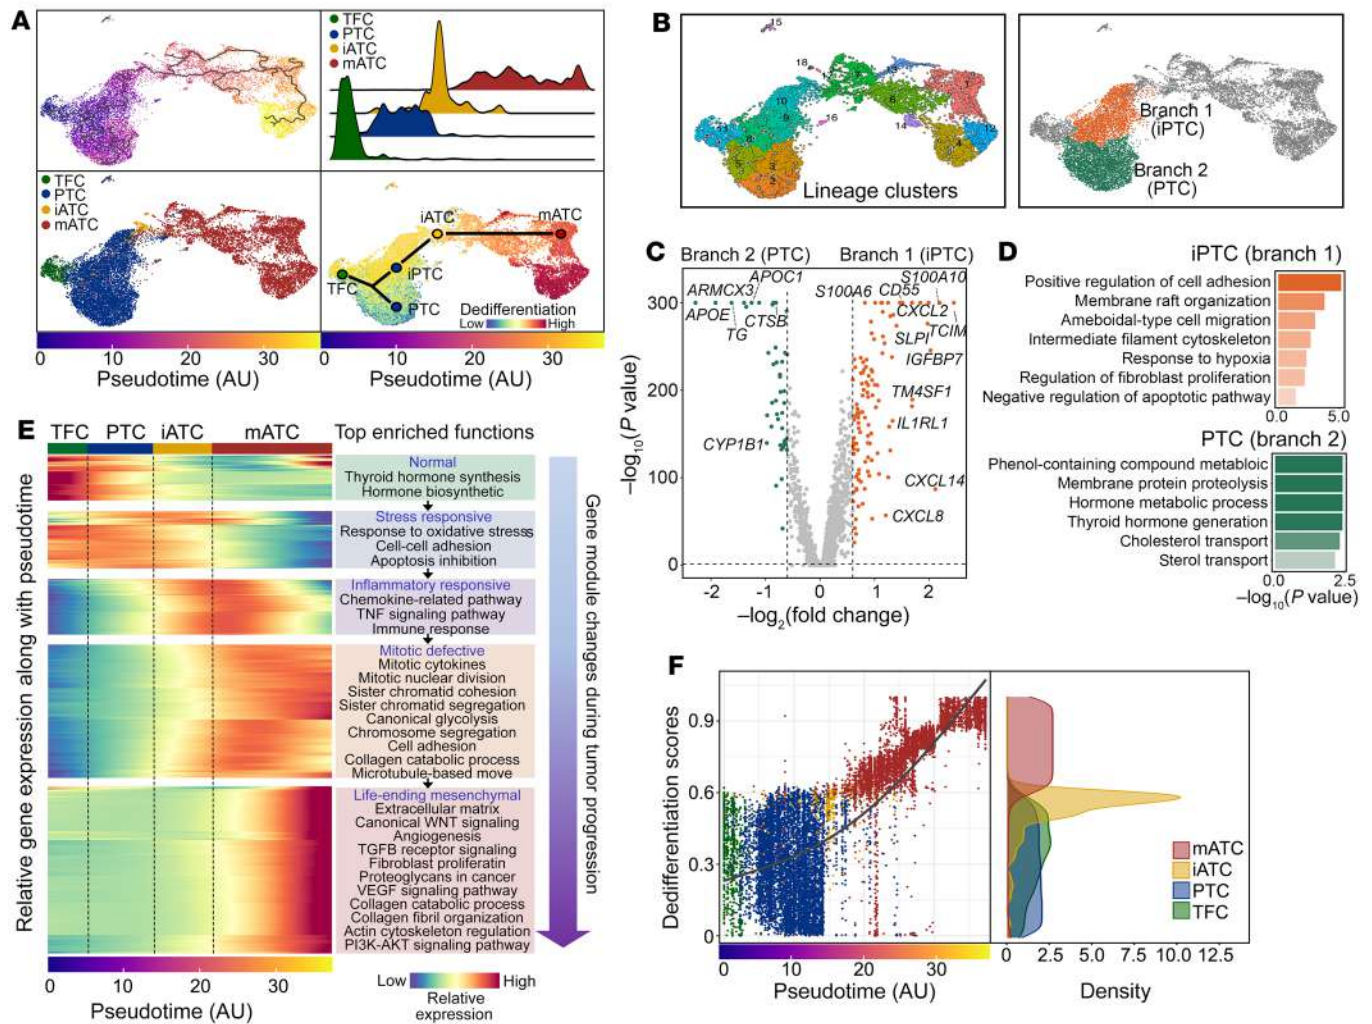 A
TFC
PTC
iATC
mATC
TFC
PTC
iATC
mATC
iATC
mATC
iPTC
TFC
PTC
Dedifferentiation
Low
High
0
10
20
30
0
10
20
30
Pseudotime (AU)
Pseudotime (AU)
B
15
18
10
9
16
6
14
4
Lineage clusters
Branch 1
(iPTC)
Branch 2
(PTC)
C
Branch 2 (PTC)
Branch 1 (iPTC)
APOC1
S100A10
ARMCX3
S100A6
CD55
APOE
CTSB
CXCL2
TG
TCIM
SLPI
IGFBP7
TM4SF1
IL1RL1
CYP1B1
CXCL14
CXCL8
300
200
100
0
–log10(P value)
–2
–1
0
1
2
–log2(fold change)
D
iPTC (branch 1)
Positive regulation of cell adhesion
Membrane raft organization
Ameboidal-type cell migration
Intermediate filament cytoskeleton
Response to hypoxia
Regulation of fibroblast proliferation
Negative regulation of apoptotic pathway
0.0
5.0
PTC (branch 2)
Phenol-containing compound metabloic
Membrane protein proteolysis
Hormone metabolic process
Thyroid hormone generation
Cholesterol transport
Sterol transport
0.0
2.5
–log10(P value)
E
TFC
PTC
iATC
mATC
Top enriched functions
Relative gene expression along with pseudotime
Normal
Thyroid hormone synthesis
Hormone biosynthetic
Stress responsive
Response to oxidative stresss
Cell-cell adhesion
Apoptosis inhibition
Inflammatory responsive
Chemokine-related pathway
TNF signaling pathway
Immune response
Mitotic defective
Mitotic cytokines
Mitotic nuclear division
Sister chromatid cohesion
Sister chromatid segregation
Canonical glycolysis
Chromosome segregation
Cell adhesion
Collagen catabolic process
Microtubule-based move
Life-ending mesenchymal
Extracellular matrix
Canonical WNT signaling
Angiogenesis
TGFB receptor signaling
Fibroblast proliferatin
Proteoglycans in cancer
VEGF signaling pathway
Collagen catabolic process
Collagen fibril organization
Actin cytoskeleton regulation
PI3K-AKT signaling pathway
Gene module changes during tumor progression
0
10
20
30
Pseudotime (AU)
Low
High
Relative
expression
F
Dedifferentiation scores
0.9
0.6
0.3
0
0
10
20
30
Pseudotime (AU)
mATC
iATC
PTC
TFC
0
2.5
5.0
7.5
10.0
12.5
Density